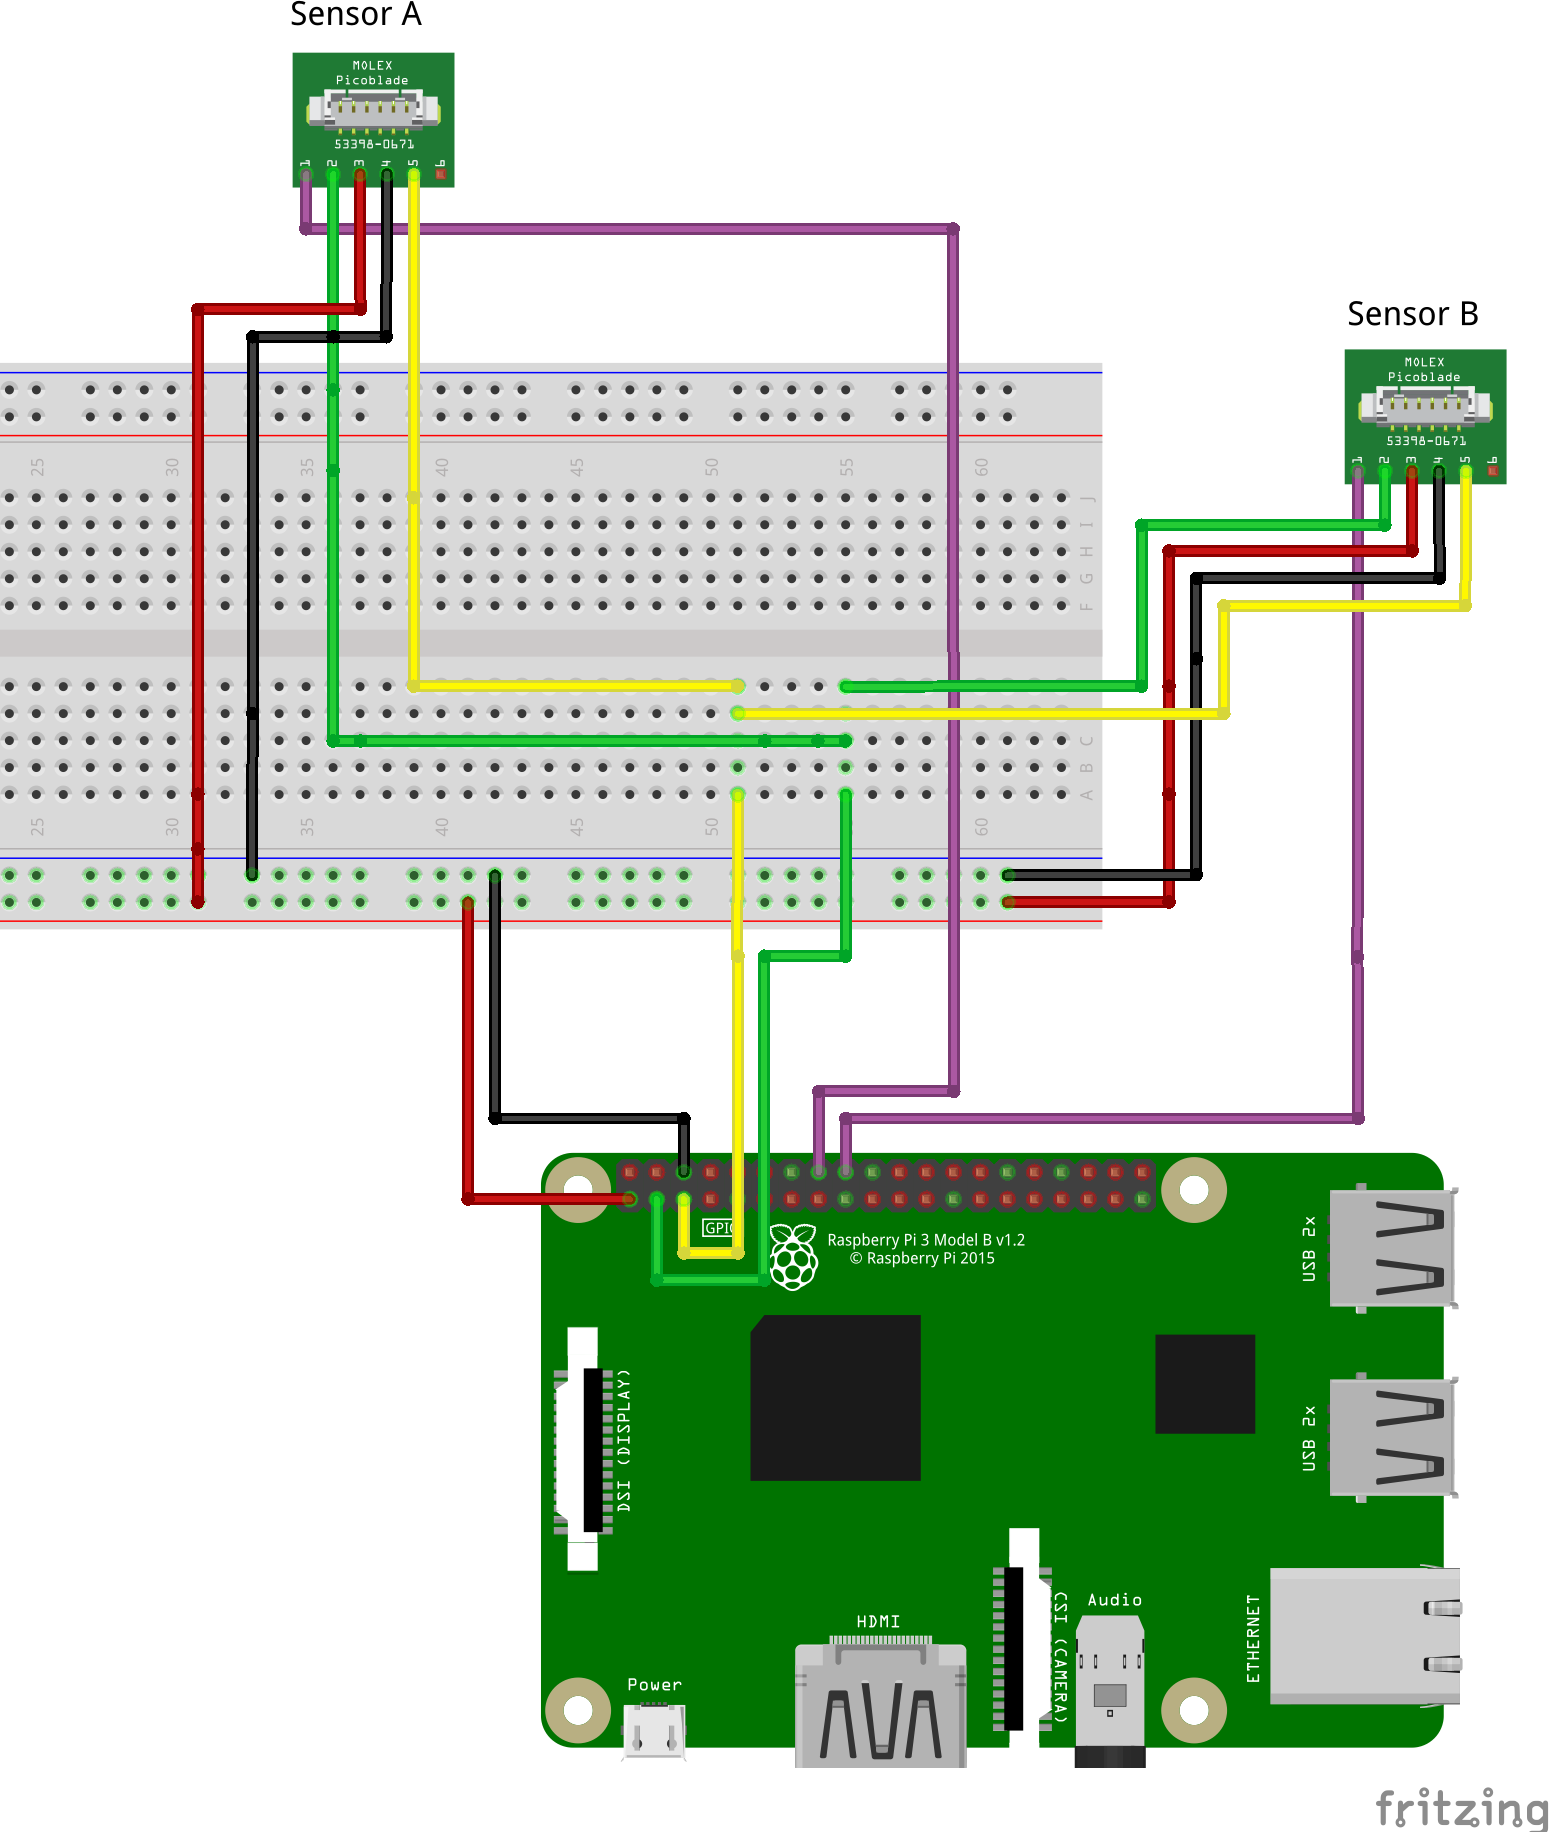 Sensor A
MOLEX
Picoblade
53398-0671
1 2 3 4 5 6
Sensor B
MOLEX
Picoblade
53398-0671
1 2 3 4 5 6
25 30 35 40 45 50 55 60
J
I
H
G
F
C
B
A
25 30 35 40 45 50 60
GPIO
Raspberry Pi 3 Model B v1.2
© Raspberry Pi 2015
USB 2x
USB 2x
DSI (DISPLAY)
CSI (CAMERA)
Audio
HDMI
ETHERNET
Power
fritzing